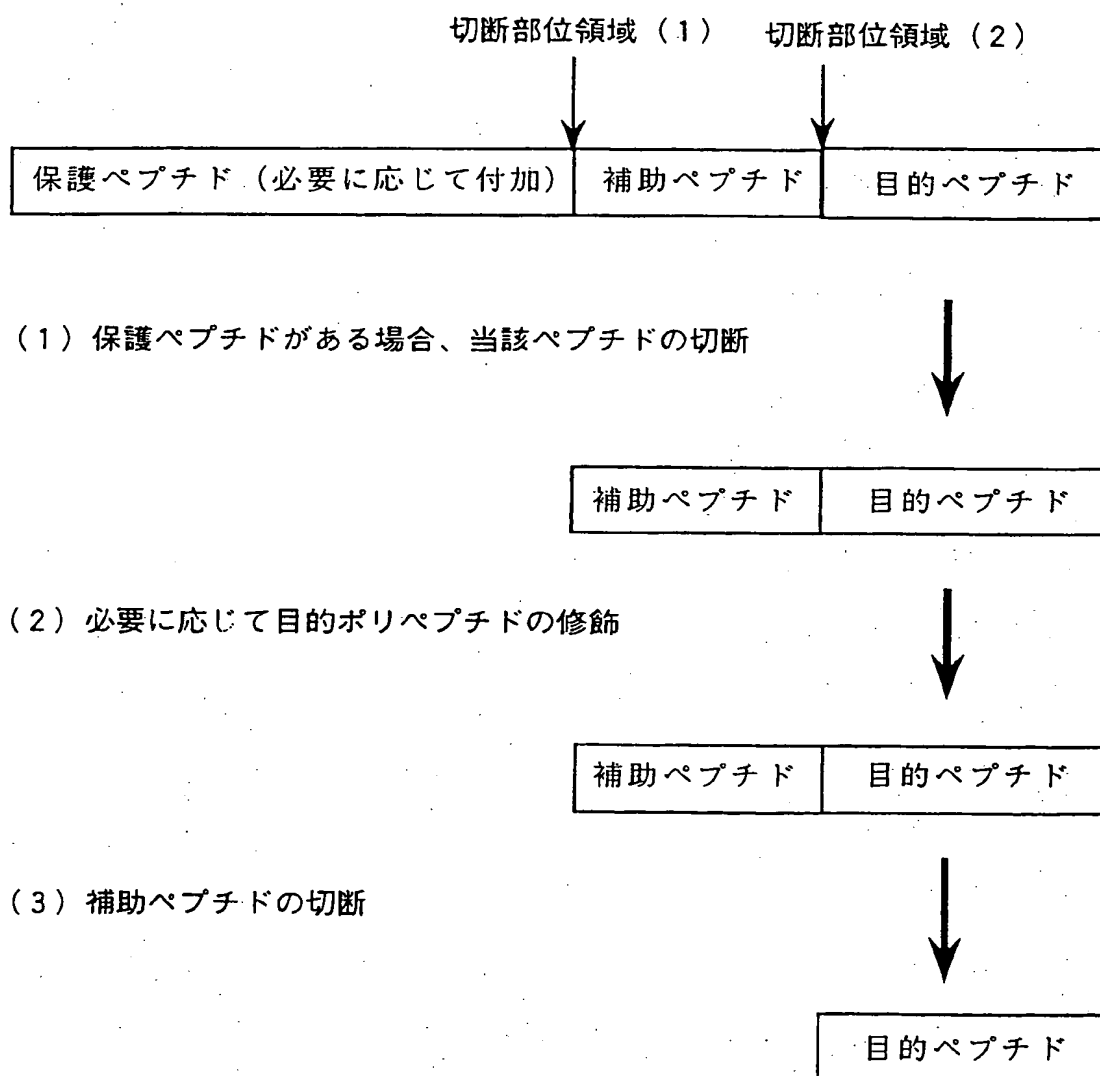 切断部位領域（1） 切断部位領域（2）
保護ペプチド（必要に応じて付加） 補助ペプチド 目的ペプチド
（1）保護ペプチドがある場合、当該ペプチドの切断
補助ペプチド 目的ペプチド
（2）必要に応じて目的ポリペプチドの修飾
補助ペプチド 目的ペプチド
（3）補助ペプチドの切断
目的ペプチド